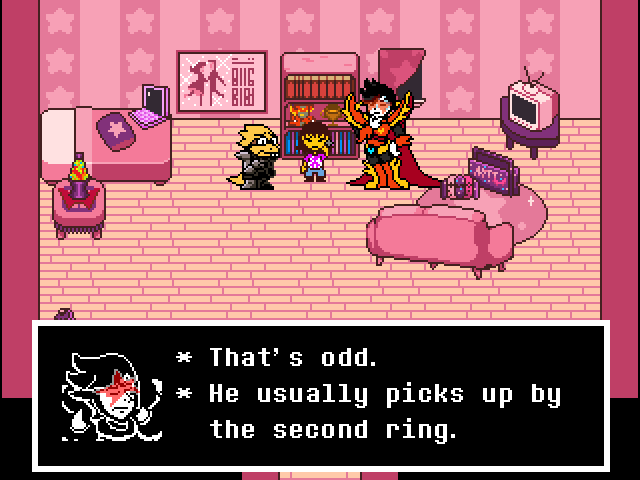 * That's odd.
* He usually picks up by
the second ring.